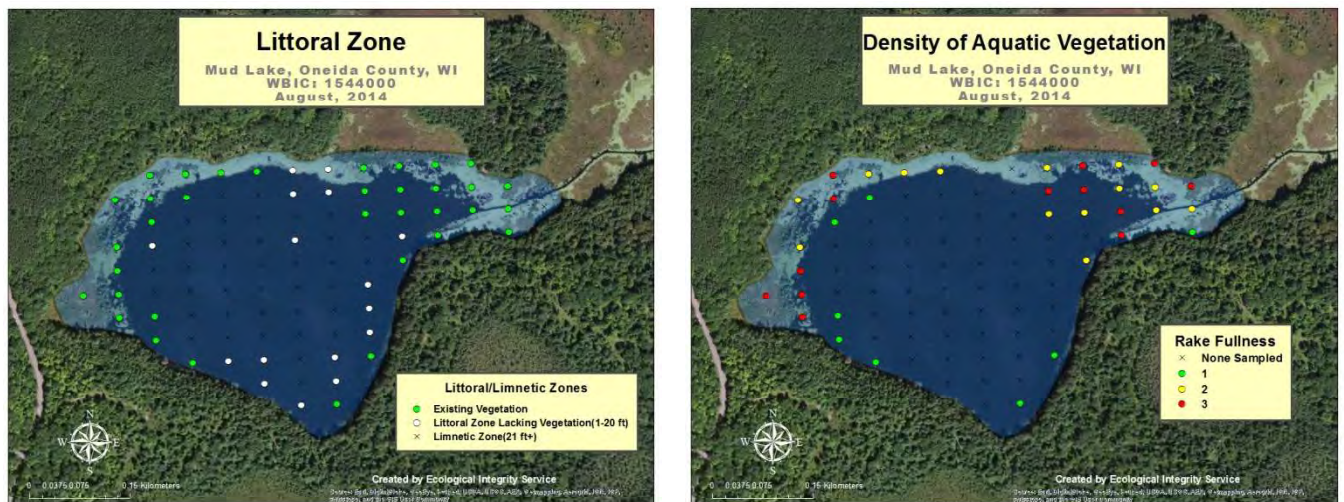 Littoral Zone
Mud Lake, Oneida County, WI
WBIC: 1544000
August, 2014
Littoral/Limnetic Zones
Existing Vegetation
Littoral Zone Lacking Vegetation(1-20 ft)
Limnetic Zone(21 ft+)
N
W E
S
0 0.0375 0.075 0.15 Kilometers
Created by Ecological Integrity Service
Density of Aquatic Vegetation
Mud Lake, Oneida County, WI
WBIC: 1544000
August, 2014
Rake Fullness
None Sampled
1
2
3
N
W E
S
0 0.0375 0.075 0.15 Kilometers
Created by Ecological Integrity Service